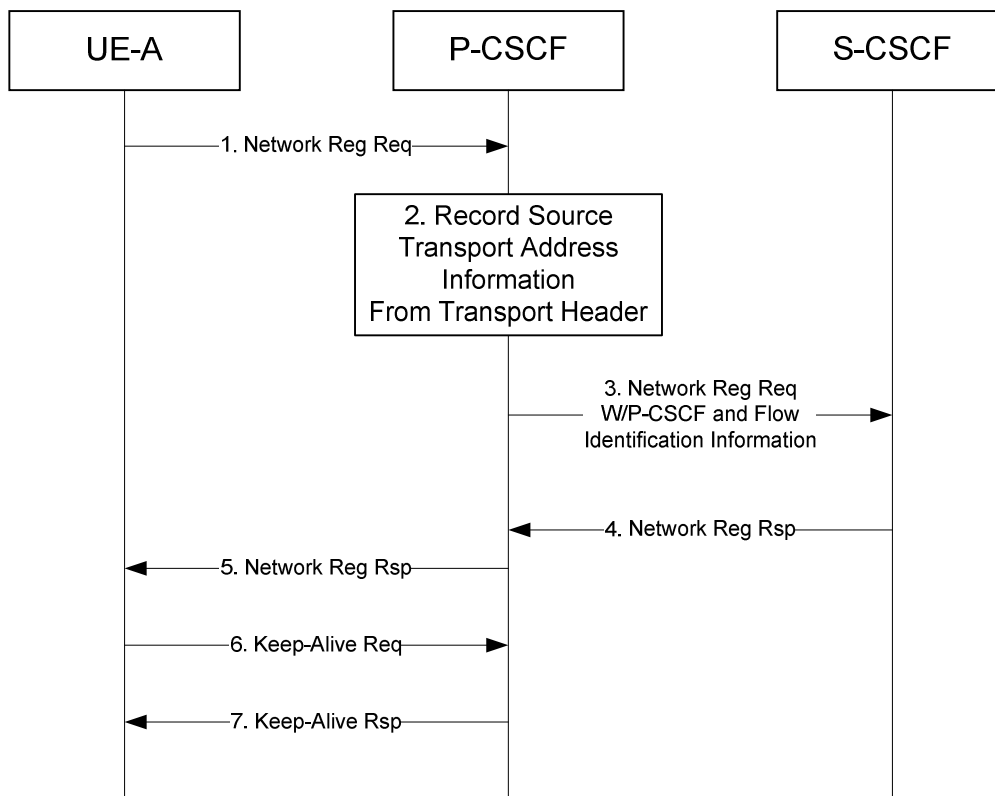 UE-A
P-CSCF
S-CSCF
1. Network Reg Req
2. Record Source
Transport Address
Information
From Transport Header
3. Network Reg Req
W/P-CSCF and Flow
Identification Information
4. Network Reg Rsp
5. Network Reg Rsp
6. Keep-Alive Req
7. Keep-Alive Rsp